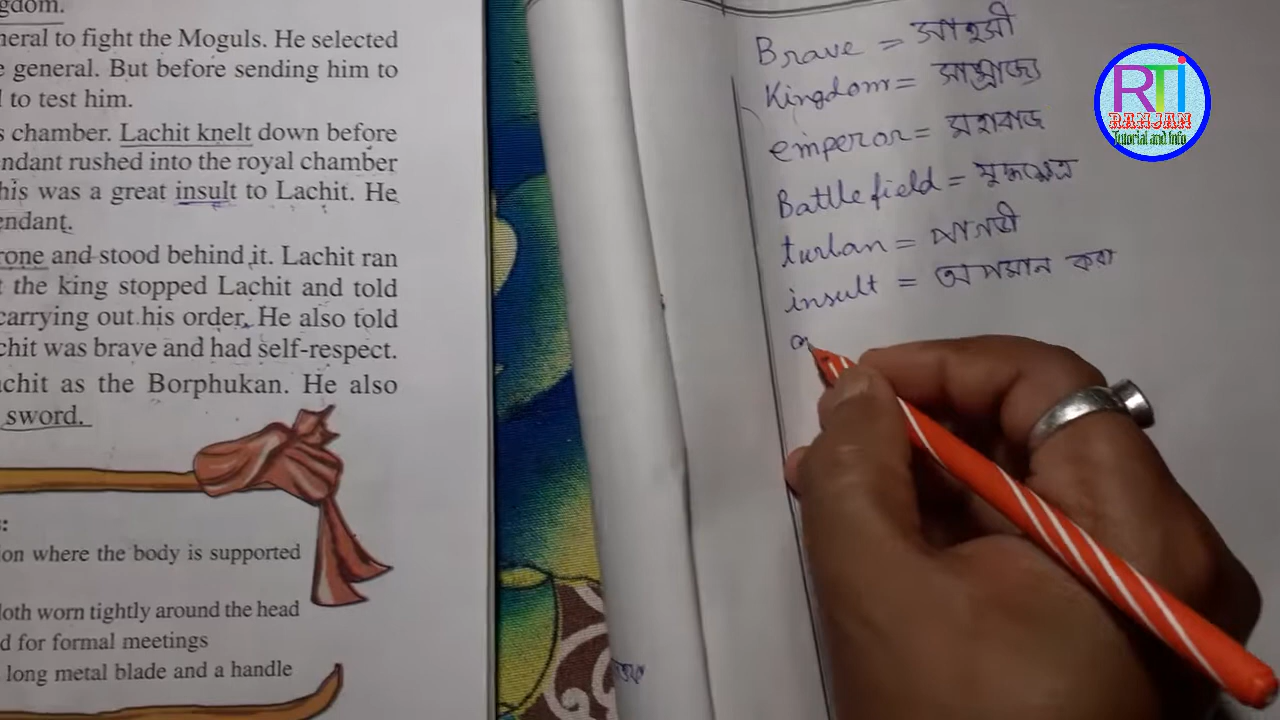 gdom.
neral to fight the Moguls. He selected
e general. But before sending him to
l to test him.
s chamber. Lachit knelt down before
endant rushed into the royal chamber
his was a great insult to Lachit. He
endant.
rone and stood behind it. Lachit ran
t the king stopped Lachit and told
carrying out his order. He also told
chit was brave and had self-respect.
achit as the Borphukan. He also
sword.
:
on where the body is supported
loth worn tightly around the head
d for formal meetings
long metal blade and a handle
Brave = সাহসী
Kingdom = সাম্রাজ্য
emperor = মহারাজ
Battle field = যুদ্ধক্ষেত্র
turban = পাগড়ী
insult = অপমান করা
RTI
RANJAN
Tutorial and Info